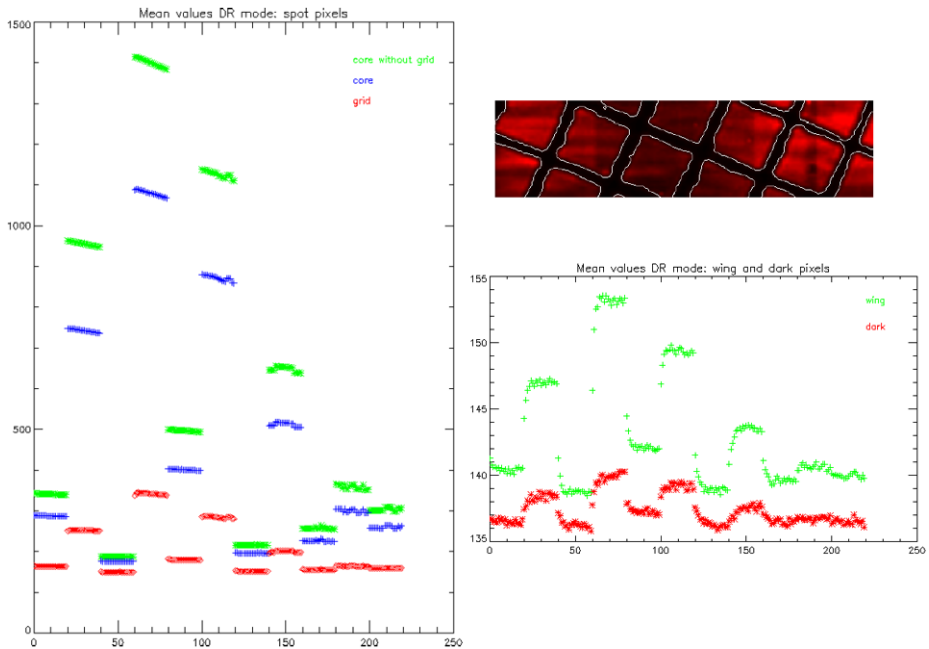 Mean values DR mode: spot pixels
1500
1000
500
0
core without grid
core
grid
0 50 100 150 200 250
Mean values DR mode: wing and dark pixels
155
150
145
140
135
wing
dark
0 50 100 150 200 250